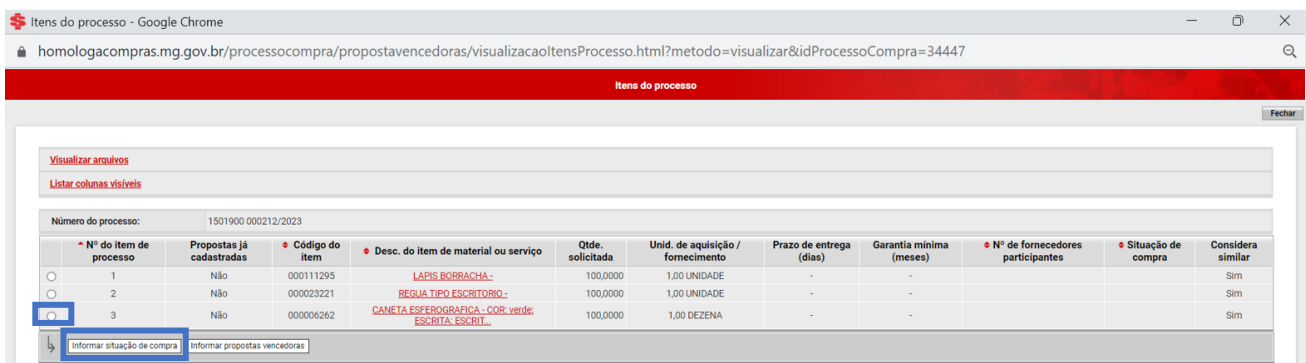 Itens do processo - Google Chrome
homologacompras.mg.gov.br/processocompra/propostavencedoras/visualizacaoItensProcesso.html?metodo=visualizar&idProcessoCompra=34447
Itens do processo
Fechar
Visualizar arquivos
Listar colunas visíveis
Número do processo: 1501900 000212/2023
Nº do item de processo Propostas já cadastradas Código do item Desc. do item de material ou serviço Qtde. solicitada Unid. de aquisição / fornecimento Prazo de entrega (dias) Garantia mínima (meses) Nº de fornecedores participantes Situação de compra Considera similar
1 Não 000111295 LAPIS BORRACHA - 100,0000 1,00 UNIDADE - - Sim
2 Não 000023221 REGUA TIPO ESCRITORIO - 100,0000 1,00 UNIDADE - - Sim
3 Não 000006262 CANETA ESFEROGRAFICA - COR: verde; ESCRITA: ESCRIT... 100,0000 1,00 DEZENA - - Sim
Informar situação de compra Informar propostas vencedoras